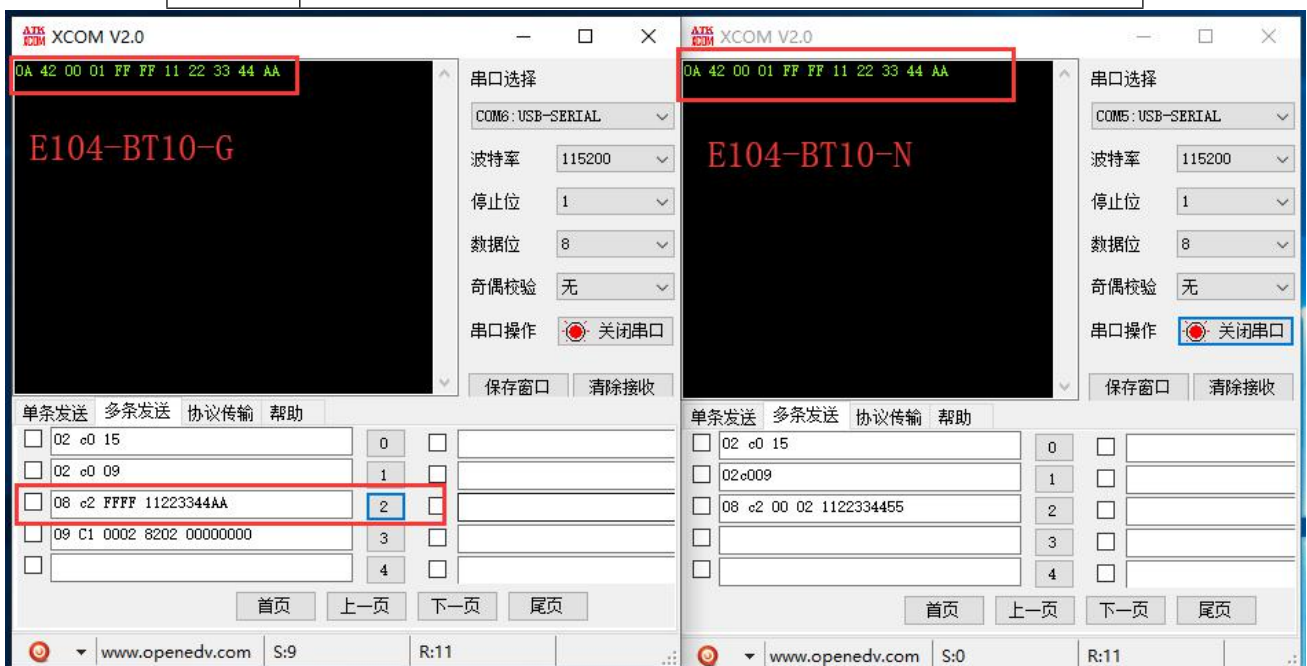 XCOM V2.0
0A 42 00 01 FF FF 11 22 33 44 AA
E104-BT10-G
串口选择
COM6:USB-SERIAL
波特率 115200
停止位 1
数据位 8
奇偶校验 无
串口操作 关闭串口
保存窗口 清除接收
单条发送 多条发送 协议传输 帮助
02 c0 15 0
02 c0 09 1
08 c2 FFFF 11223344AA 2
09 C1 0002 8202 00000000 3
4
首页 上一页 下一页 尾页
www.openedv.com S:9 R:11
XCOM V2.0
0A 42 00 01 FF FF 11 22 33 44 AA
E104-BT10-N
串口选择
COM5:USB-SERIAL
波特率 115200
停止位 1
数据位 8
奇偶校验 无
串口操作 关闭串口
保存窗口 清除接收
单条发送 多条发送 协议传输 帮助
02 c0 15 0
02c009 1
08 c2 00 02 1122334455 2
3
4
首页 上一页 下一页 尾页
www.openedv.com S:0 R:11